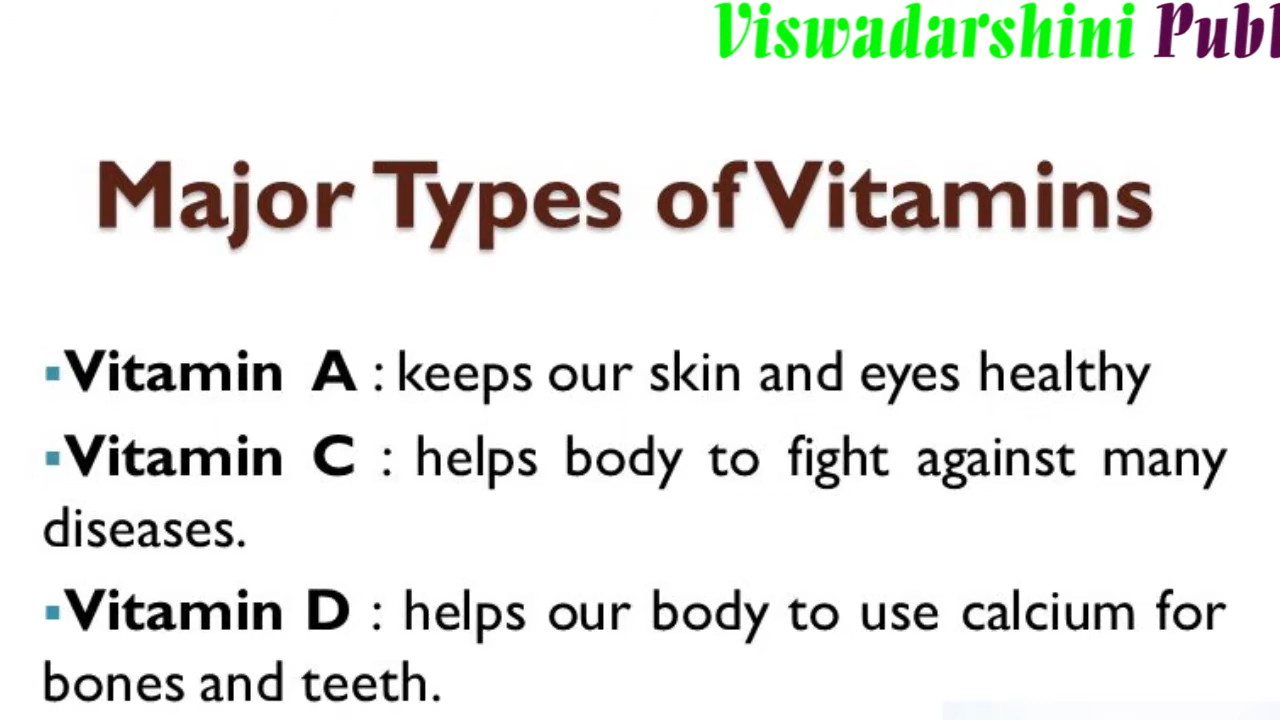 Viswadarshini Publ
Major Types of Vitamins
▪Vitamin A : keeps our skin and eyes healthy
▪Vitamin C : helps body to fight against many
diseases.
▪Vitamin D : helps our body to use calcium for
bones and teeth.